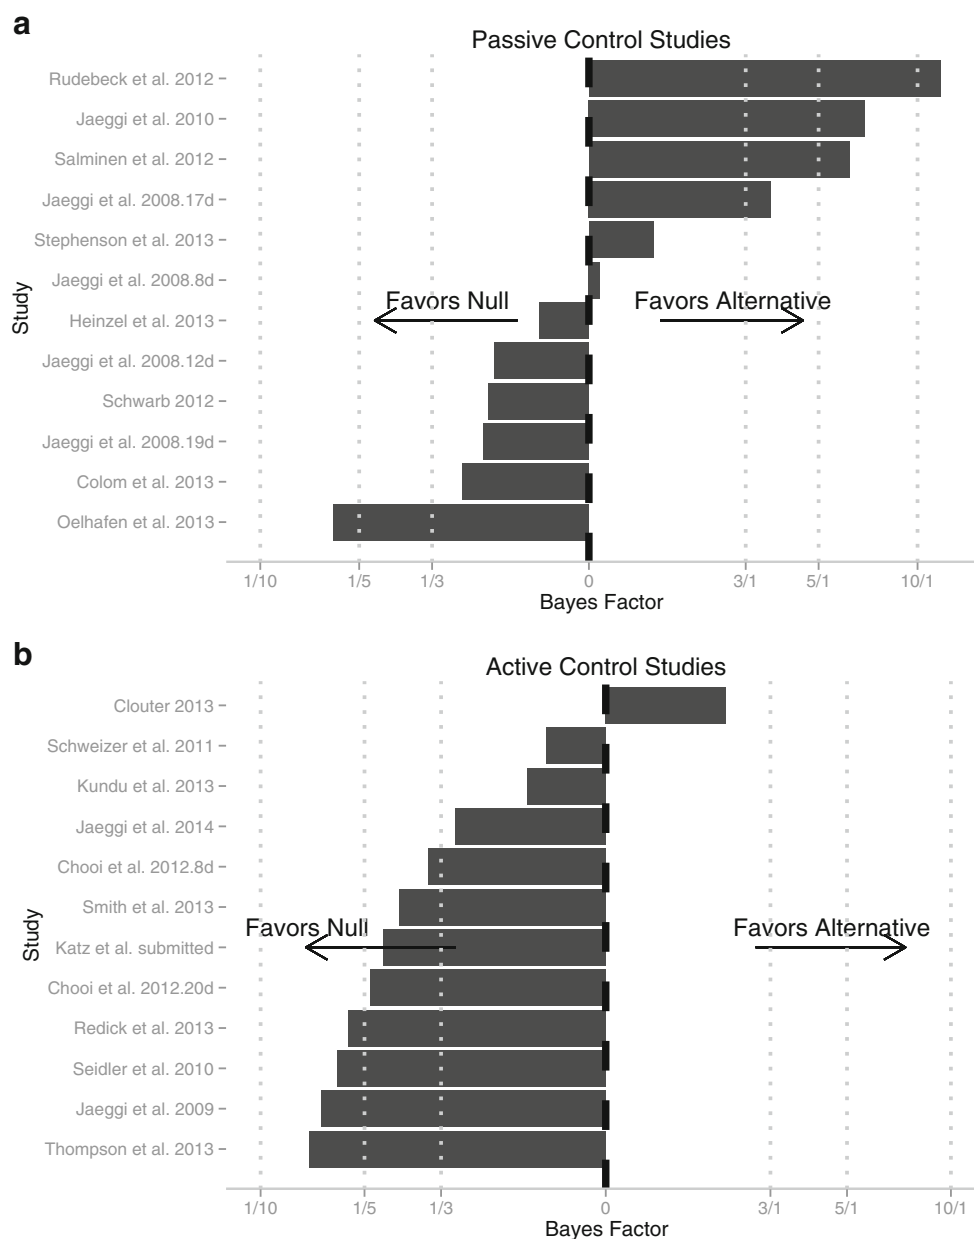 a
Passive Control Studies
Rudebeck et al. 2012
Jaeggi et al. 2010
Salminen et al. 2012
Jaeggi et al. 2008.17d
Stephenson et al. 2013
Jaeggi et al. 2008.8d
Favors Null
Favors Alternative
Heinzel et al. 2013
Jaeggi et al. 2008.12d
Schwarb 2012
Jaeggi et al. 2008.19d
Colom et al. 2013
Oelhafen et al. 2013
Study
1/10 1/5 1/3 0 3/1 5/1 10/1
Bayes Factor
b
Active Control Studies
Clouter 2013
Schweizer et al. 2011
Kundu et al. 2013
Jaeggi et al. 2014
Chooi et al. 2012.8d
Smith et al. 2013
Favors Null
Favors Alternative
Katz et al. submitted
Chooi et al. 2012.20d
Redick et al. 2013
Seidler et al. 2010
Jaeggi et al. 2009
Thompson et al. 2013
Study
1/10 1/5 1/3 0 3/1 5/1 10/1
Bayes Factor